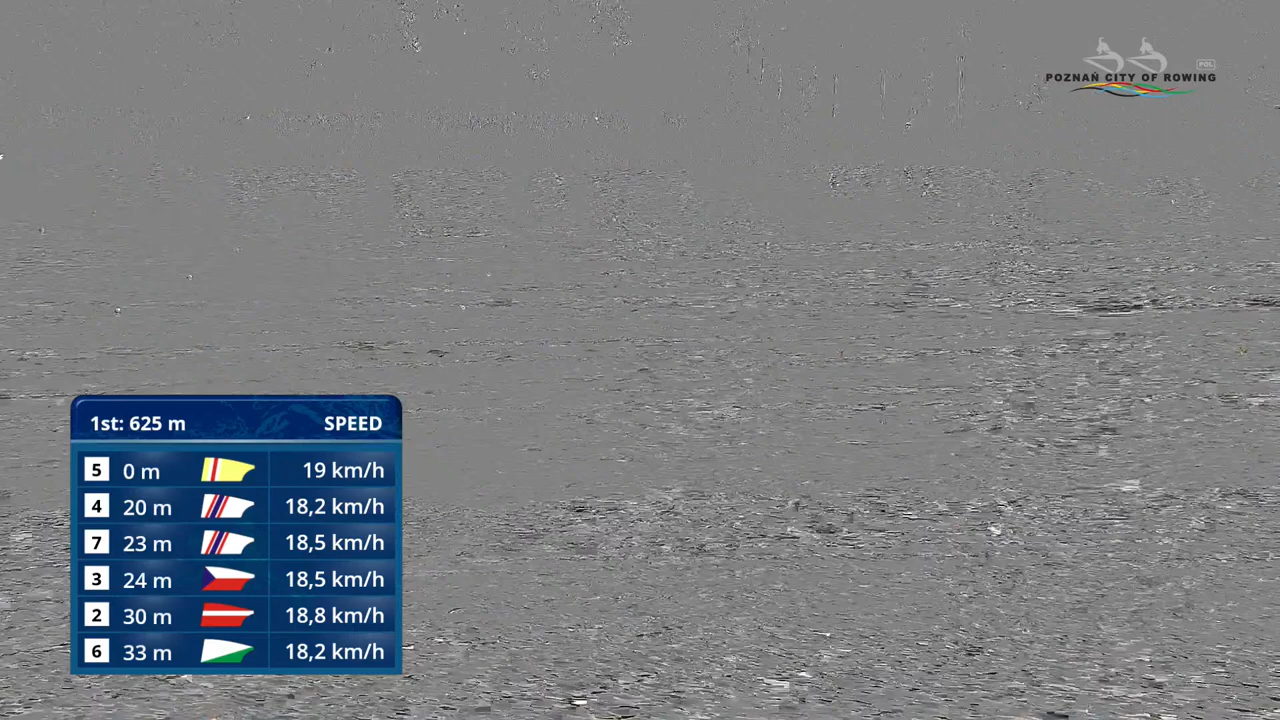 POL
POZNAŃ CITY OF ROWING
1st: 625 m SPEED
5 0 m 19 km/h
4 20 m 18,2 km/h
7 23 m 18,5 km/h
3 24 m 18,5 km/h
2 30 m 18,8 km/h
6 33 m 18,2 km/h